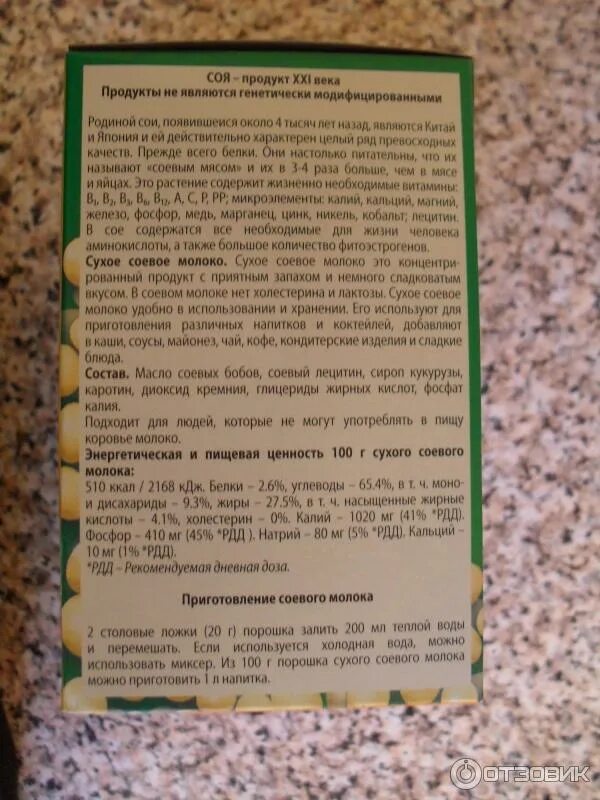 СОЯ – продукт XXI века
Продукты не являются генетически модифицированными
Родиной сои, появившиеся около 4 тысяч лет назад, являются Китай
и Япония и ей действительно характерен целый ряд превосходных
качеств. Прежде всего белки. Они настолько питательны, что их
называют «соевым мясом» и их в 3-4 раза больше, чем в мясе
и яйцах. Это растение содержит жизненно необходимые витамины:
B₁, B₂, B₃, B₆, B₁₂, A, C, P, PP; микроэлементы: калий, кальций, магний,
железо, фосфор, медь, марганец, цинк, никель, кобальт; лецитин.
В сое содержатся все необходимые для жизни человека
аминокислоты, а также большое количество фитоэстрогенов.
Сухое соевое молоко. Сухое соевое молоко это концентри-
рованный продукт с приятным запахом и немного сладковатым
вкусом. В соевом молоке нет холестерина и лактозы. Сухое соевое
молоко удобно в использовании и хранении. Его используют для
приготовления различных напитков и коктейлей, добавляют
в каши, соусы, майонез, чай, кофе, кондитерские изделия и сладкие
блюда.
Состав. Масло соевых бобов, соевый лецитин, сироп кукурузы,
каротин, диоксид кремния, глицериды жирных кислот, фосфат
калия.
Подходит для людей, которые не могут употреблять в пищу
коровье молоко.
Энергетическая и пищевая ценность 100 г сухого соевого
молока:
510 ккал / 2168 кДж. Белки – 2.6%, углеводы – 65.4%, в т. ч. моно-
и дисахариды – 9.3%, жиры – 27.5%, в т. ч. насыщенные жирные
кислоты – 4.1%, холестерин – 0%. Калий – 1020 мг (41% *РДД).
Фосфор – 410 мг (45% *РДД ). Натрий – 80 мг (5% *РДД). Кальций –
10 мг (1% *РДД).
*РДД – Рекомендуемая дневная доза.
Приготовление соевого молока
2 столовые ложки (20 г) порошка залить 200 мл теплой воды
и перемешать. Если используется холодная вода, можно
использовать миксер. Из 100 г порошка сухого соевого молока
можно приготовить 1 л напитка.
ОТЗОВИК